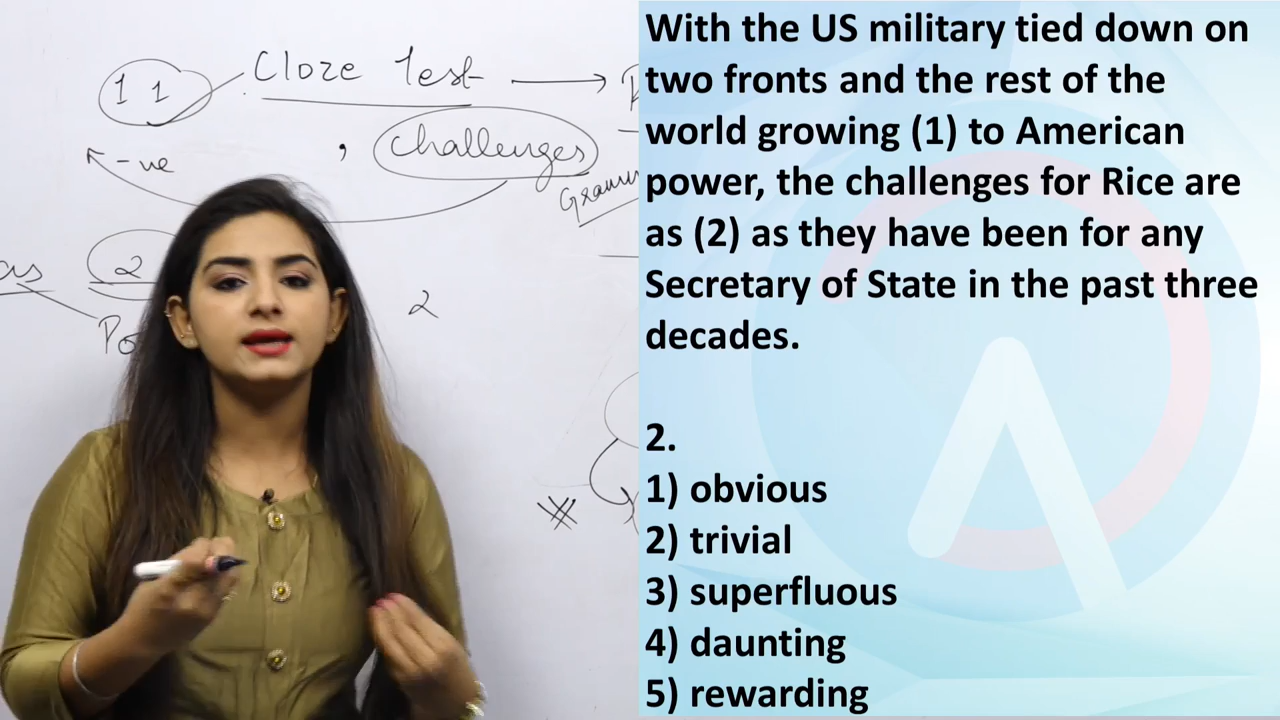 11 Cloze Test
, challenges
-ve
as 2
2
With the US military tied down on
two fronts and the rest of the
world growing (1) to American
power, the challenges for Rice are
as (2) as they have been for any
Secretary of State in the past three
decades.
2.
1) obvious
2) trivial
3) superfluous
4) daunting
5) rewarding